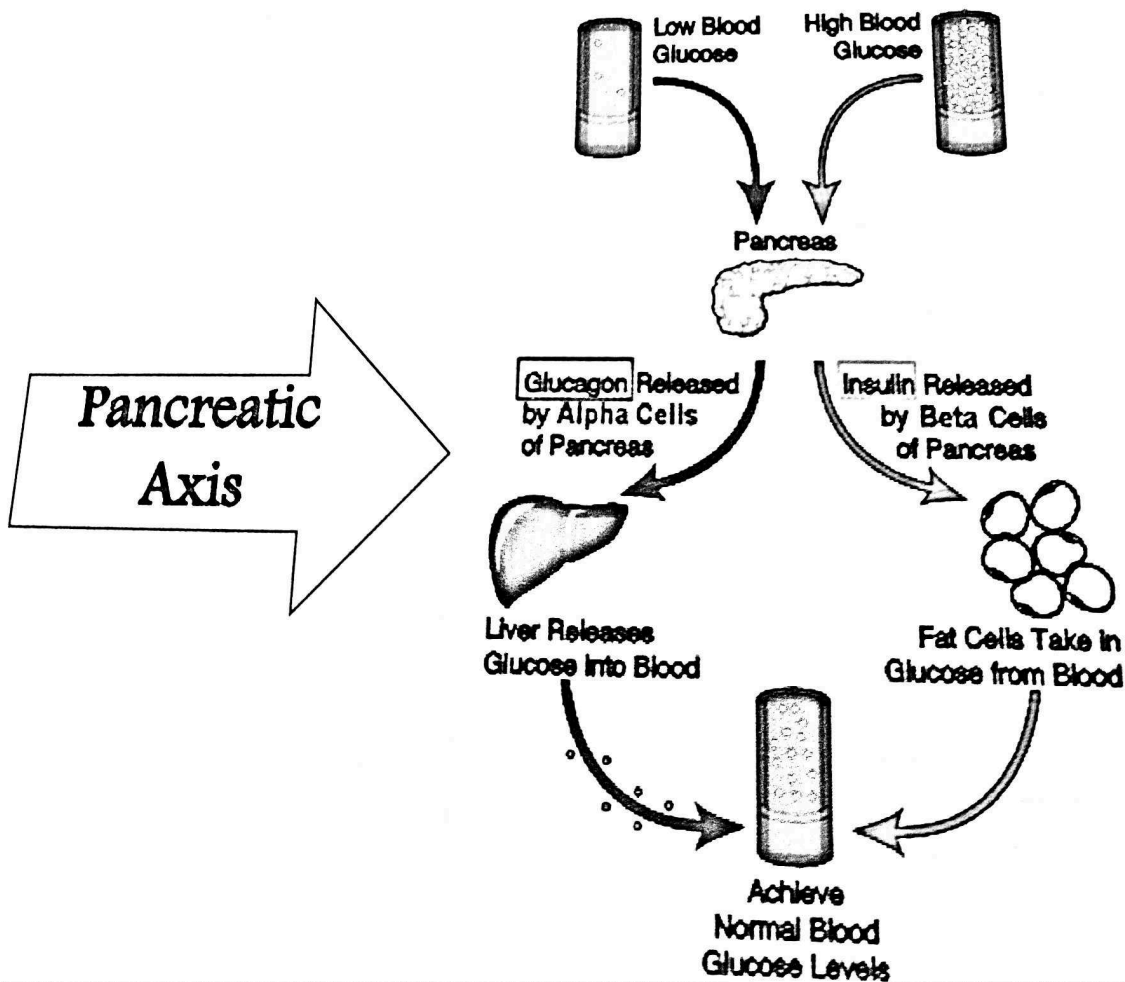 Low Blood
Glucose
High Blood
Glucose
Pancreas
Pancreatic
Axis
Glucagon Released
by Alpha Cells
of Pancreas
Insulin Released
by Beta Cells
of Pancreas
Liver Releases
Glucose into Blood
Fat Cells Take in
Glucose from Blood
Achieve
Normal Blood
Glucose Levels